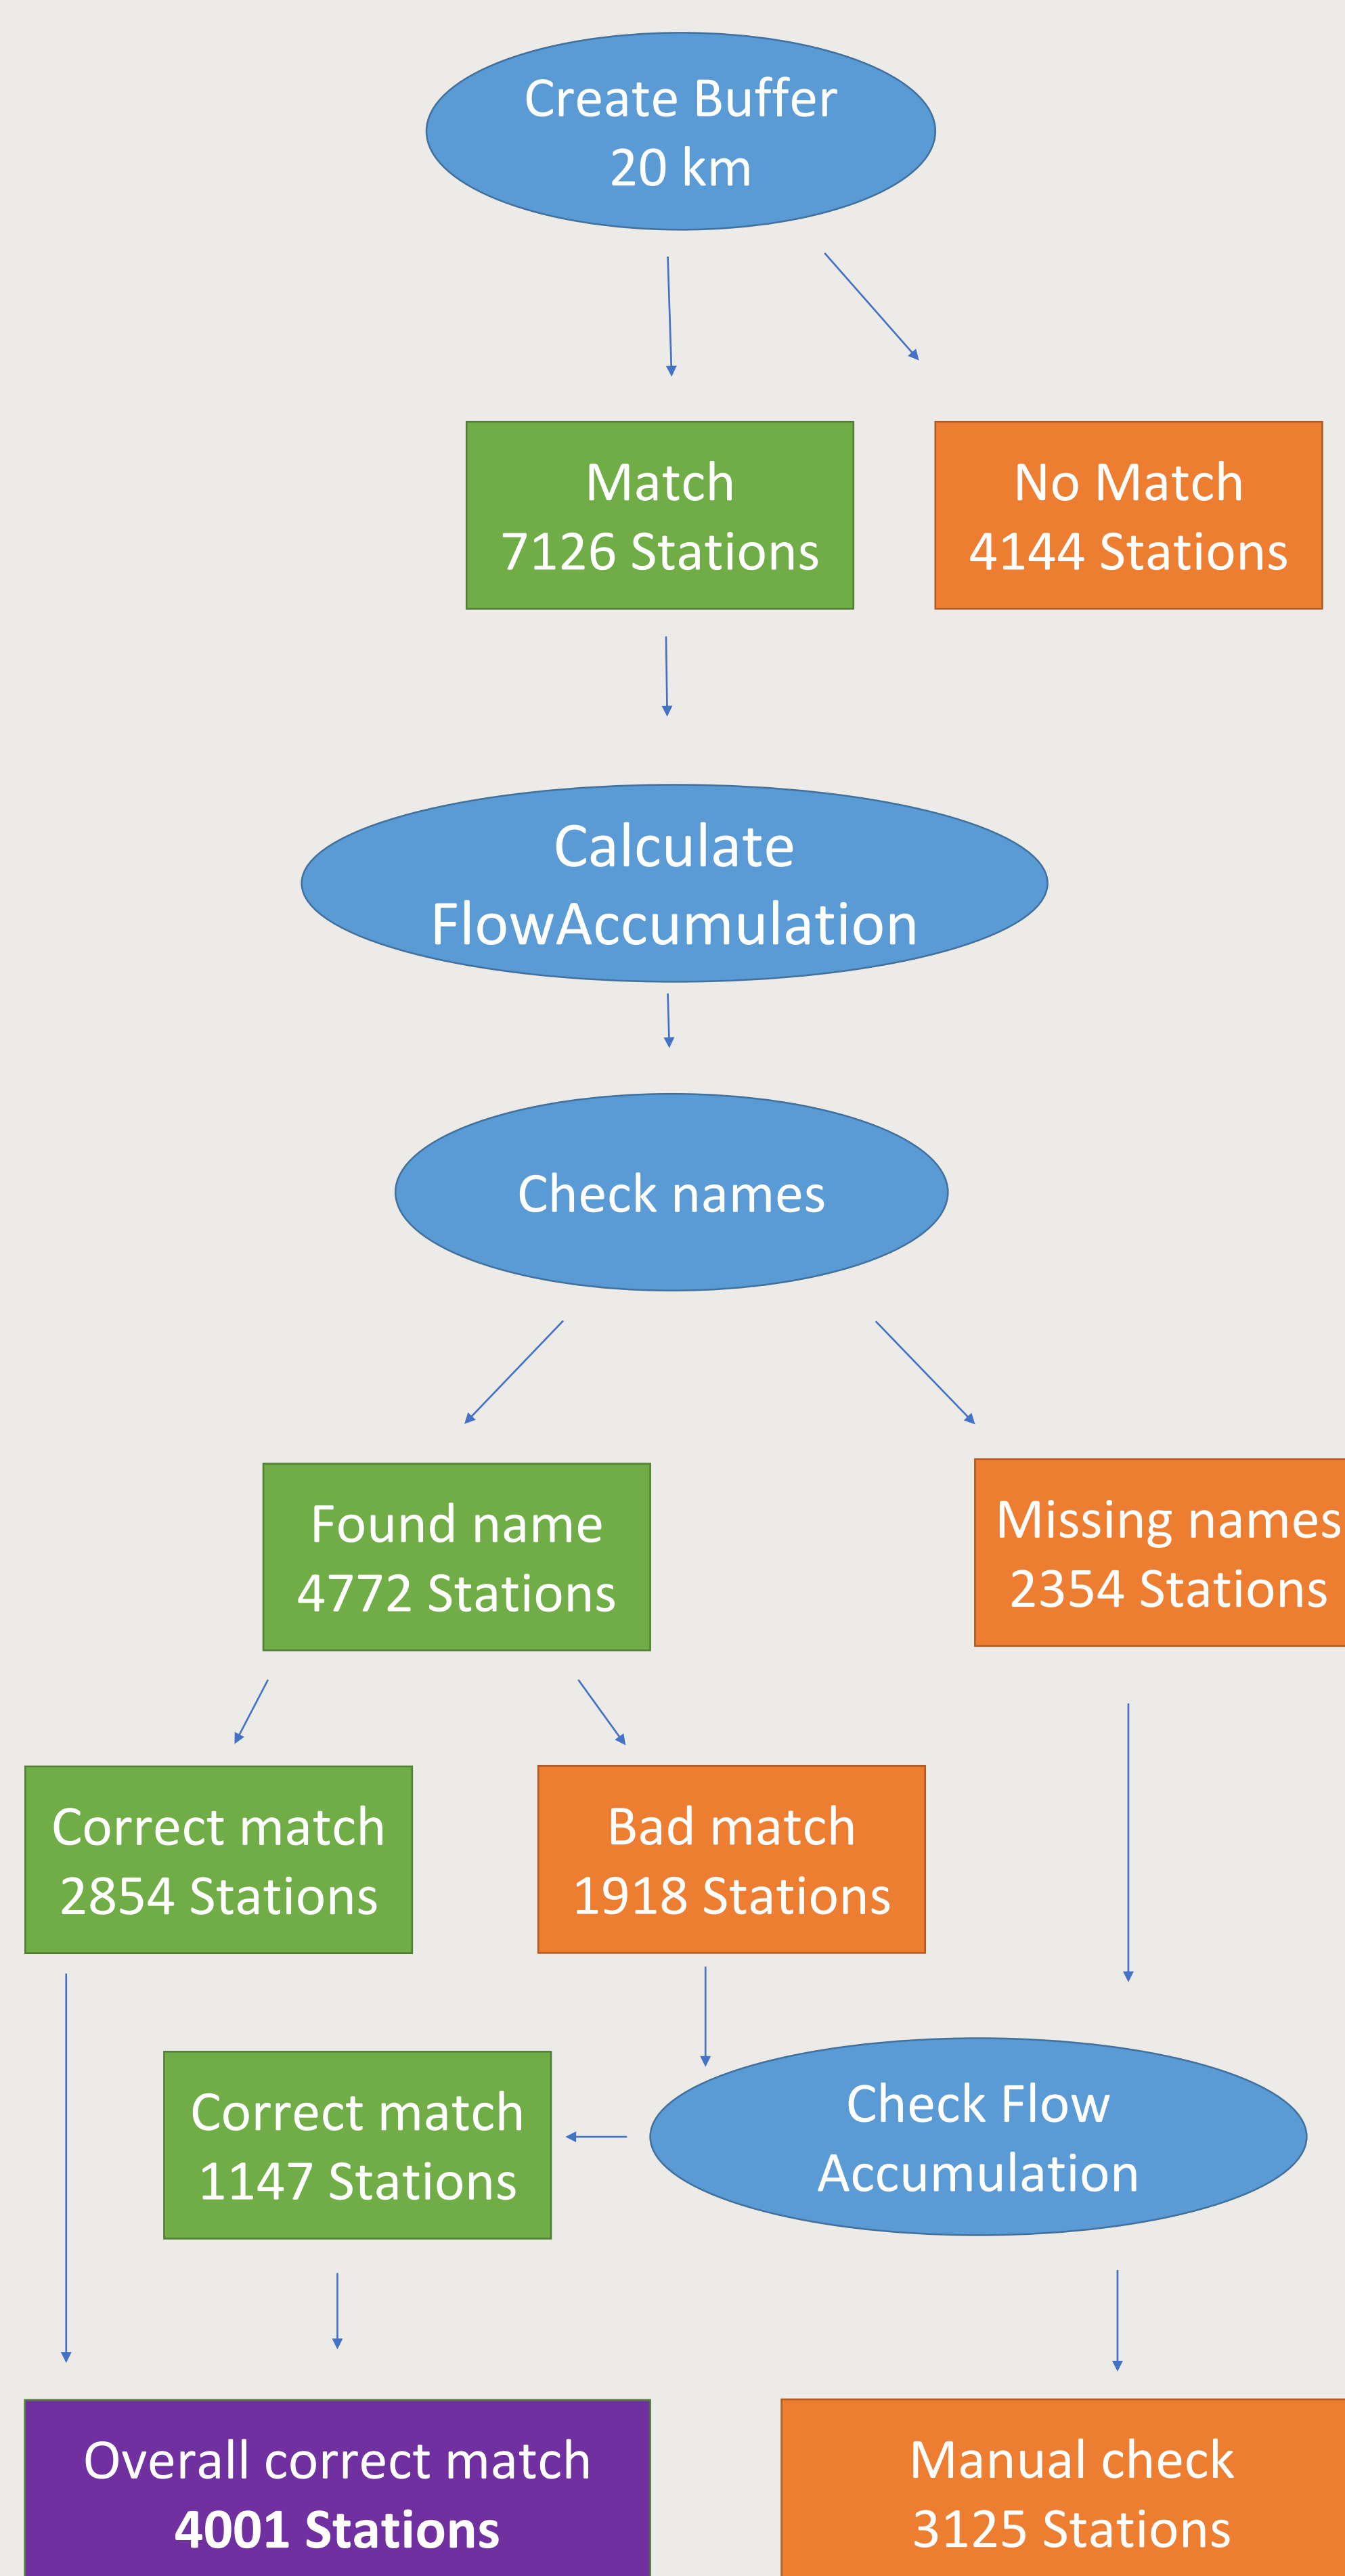 Create Buffer
20 km
Match
7126 Stations
No Match
4144 Stations
Calculate
FlowAccumulation
Check names
Found name
4772 Stations
Missing names
2354 Stations
Correct match
2854 Stations
Bad match
1918 Stations
Correct match
1147 Stations
Check Flow
Accumulation
Overall correct match
4001 Stations
Manual check
3125 Stations